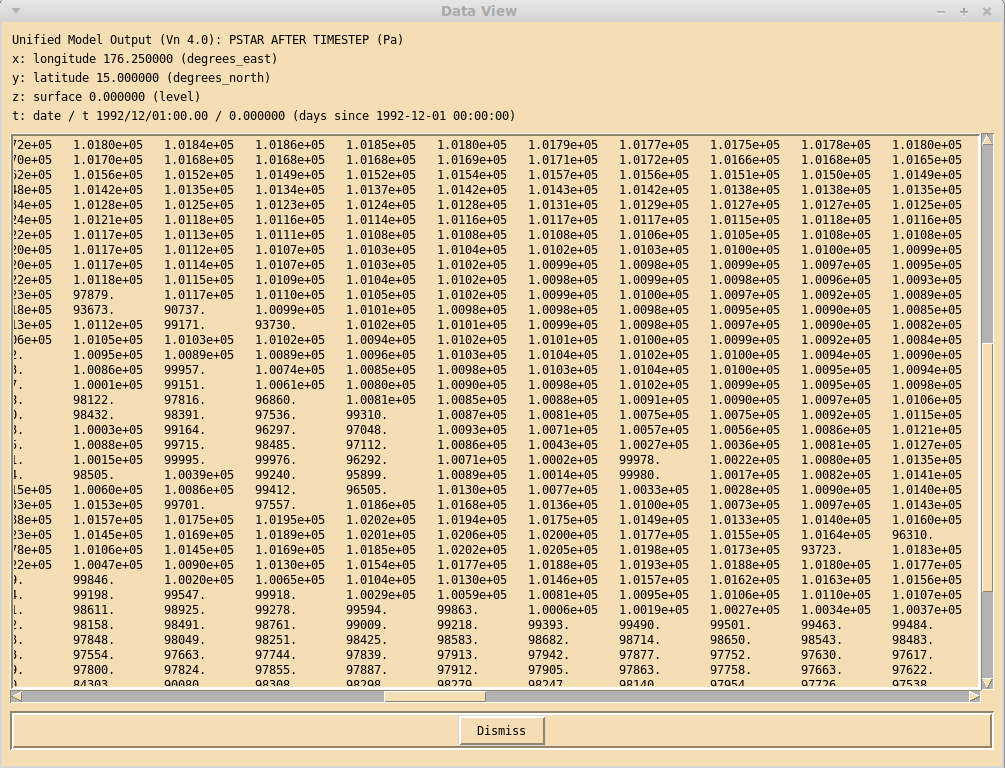 Data View
Unified Model Output (Vn 4.0): PSTAR AFTER TIMESTEP (Pa)
x: longitude 176.250000 (degrees_east)
y: latitude 15.000000 (degrees_north)
z: surface 0.000000 (level)
t: date / t 1992/12/01:00.00 / 0.000000 (days since 1992-12-01 00:00:00)
72e+05 1.0180e+05 1.0184e+05 1.0186e+05 1.0185e+05 1.0180e+05 1.0179e+05 1.0177e+05 1.0175e+05 1.0178e+05 1.0180e+05
70e+05 1.0170e+05 1.0168e+05 1.0168e+05 1.0168e+05 1.0169e+05 1.0171e+05 1.0172e+05 1.0166e+05 1.0168e+05 1.0165e+05
62e+05 1.0156e+05 1.0152e+05 1.0149e+05 1.0152e+05 1.0154e+05 1.0157e+05 1.0156e+05 1.0151e+05 1.0150e+05 1.0149e+05
48e+05 1.0142e+05 1.0135e+05 1.0134e+05 1.0137e+05 1.0142e+05 1.0143e+05 1.0142e+05 1.0138e+05 1.0138e+05 1.0135e+05
34e+05 1.0128e+05 1.0125e+05 1.0123e+05 1.0124e+05 1.0128e+05 1.0131e+05 1.0129e+05 1.0127e+05 1.0127e+05 1.0125e+05
24e+05 1.0121e+05 1.0118e+05 1.0116e+05 1.0114e+05 1.0116e+05 1.0117e+05 1.0117e+05 1.0115e+05 1.0118e+05 1.0116e+05
22e+05 1.0117e+05 1.0113e+05 1.0111e+05 1.0108e+05 1.0108e+05 1.0108e+05 1.0106e+05 1.0105e+05 1.0108e+05 1.0108e+05
20e+05 1.0117e+05 1.0112e+05 1.0107e+05 1.0103e+05 1.0104e+05 1.0102e+05 1.0103e+05 1.0100e+05 1.0100e+05 1.0099e+05
20e+05 1.0117e+05 1.0114e+05 1.0107e+05 1.0103e+05 1.0102e+05 1.0099e+05 1.0098e+05 1.0099e+05 1.0097e+05 1.0095e+05
22e+05 1.0118e+05 1.0115e+05 1.0109e+05 1.0104e+05 1.0102e+05 1.0098e+05 1.0099e+05 1.0098e+05 1.0096e+05 1.0093e+05
23e+05 97879. 1.0117e+05 1.0110e+05 1.0105e+05 1.0102e+05 1.0099e+05 1.0100e+05 1.0097e+05 1.0092e+05 1.0089e+05
18e+05 93673. 90737. 1.0099e+05 1.0101e+05 1.0098e+05 1.0098e+05 1.0098e+05 1.0095e+05 1.0090e+05 1.0085e+05
13e+05 1.0112e+05 99171. 93730. 1.0102e+05 1.0101e+05 1.0099e+05 1.0098e+05 1.0097e+05 1.0090e+05 1.0082e+05
06e+05 1.0105e+05 1.0103e+05 1.0102e+05 1.0094e+05 1.0102e+05 1.0101e+05 1.0100e+05 1.0099e+05 1.0092e+05 1.0084e+05
2. 1.0095e+05 1.0089e+05 1.0089e+05 1.0096e+05 1.0103e+05 1.0104e+05 1.0102e+05 1.0100e+05 1.0094e+05 1.0090e+05
3. 1.0086e+05 99957. 1.0074e+05 1.0085e+05 1.0098e+05 1.0103e+05 1.0104e+05 1.0100e+05 1.0095e+05 1.0094e+05
7. 1.0001e+05 99151. 1.0061e+05 1.0080e+05 1.0090e+05 1.0098e+05 1.0102e+05 1.0099e+05 1.0095e+05 1.0098e+05
3. 98122. 97816. 96860. 1.0081e+05 1.0085e+05 1.0088e+05 1.0091e+05 1.0090e+05 1.0097e+05 1.0106e+05
98432. 98391. 97536. 99310. 1.0087e+05 1.0081e+05 1.0075e+05 1.0075e+05 1.0092e+05 1.0115e+05
3. 1.0003e+05 99164. 96297. 97048. 1.0093e+05 1.0071e+05 1.0057e+05 1.0056e+05 1.0086e+05 1.0121e+05
1.0088e+05 99715. 98485. 97112. 1.0086e+05 1.0043e+05 1.0027e+05 1.0036e+05 1.0081e+05 1.0127e+05
1. 1.0015e+05 99995. 99976. 96292. 1.0071e+05 1.0002e+05 99978. 1.0022e+05 1.0080e+05 1.0135e+05
4. 98505. 1.0039e+05 99240. 95899. 1.0089e+05 1.0014e+05 99980. 1.0017e+05 1.0082e+05 1.0141e+05
15e+05 1.0060e+05 1.0086e+05 99412. 96505. 1.0130e+05 1.0077e+05 1.0033e+05 1.0028e+05 1.0090e+05 1.0140e+05
33e+05 1.0153e+05 99701. 97557. 1.0186e+05 1.0168e+05 1.0136e+05 1.0100e+05 1.0073e+05 1.0097e+05 1.0143e+05
38e+05 1.0157e+05 1.0175e+05 1.0195e+05 1.0202e+05 1.0194e+05 1.0175e+05 1.0149e+05 1.0133e+05 1.0140e+05 1.0160e+05
23e+05 1.0145e+05 1.0169e+05 1.0189e+05 1.0201e+05 1.0206e+05 1.0200e+05 1.0177e+05 1.0155e+05 1.0164e+05 96310.
78e+05 1.0106e+05 1.0145e+05 1.0169e+05 1.0185e+05 1.0202e+05 1.0205e+05 1.0198e+05 1.0173e+05 93723. 1.0183e+05
22e+05 1.0047e+05 1.0090e+05 1.0130e+05 1.0154e+05 1.0177e+05 1.0188e+05 1.0193e+05 1.0188e+05 1.0180e+05 1.0177e+05
99846. 1.0020e+05 1.0065e+05 1.0104e+05 1.0130e+05 1.0146e+05 1.0157e+05 1.0162e+05 1.0163e+05 1.0156e+05
4. 99198. 99547. 99918. 1.0029e+05 1.0059e+05 1.0081e+05 1.0095e+05 1.0106e+05 1.0110e+05 1.0107e+05
1. 98611. 98925. 99278. 99594. 99863. 1.0006e+05 1.0019e+05 1.0027e+05 1.0034e+05 1.0037e+05
2. 98158. 98491. 98761. 99009. 99218. 99393. 99490. 99501. 99463. 99484.
3. 97848. 98049. 98251. 98425. 98583. 98682. 98714. 98650. 98543. 98483.
3. 97554. 97663. 97744. 97839. 97913. 97942. 97877. 97752. 97630. 97617.
97800. 97824. 97855. 97887. 97912. 97905. 97863. 97758. 97663. 97622.
84303. 90080. 98308. 98298. 98279. 98247. 98140. 97954. 97726. 97538.
Dismiss